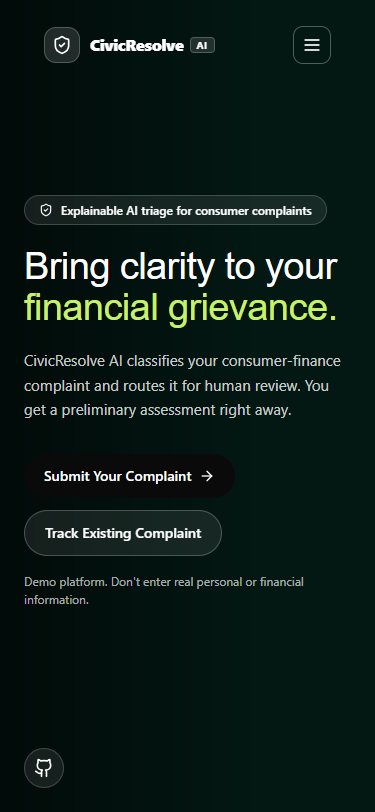 CivicResolve AI
Explainable AI triage for consumer complaints
Bring clarity to your
financial grievance.
CivicResolve AI classifies your consumer-finance
complaint and routes it for human review. You
get a preliminary assessment right away.
Submit Your Complaint
Track Existing Complaint
Demo platform. Don't enter real personal or financial
information.